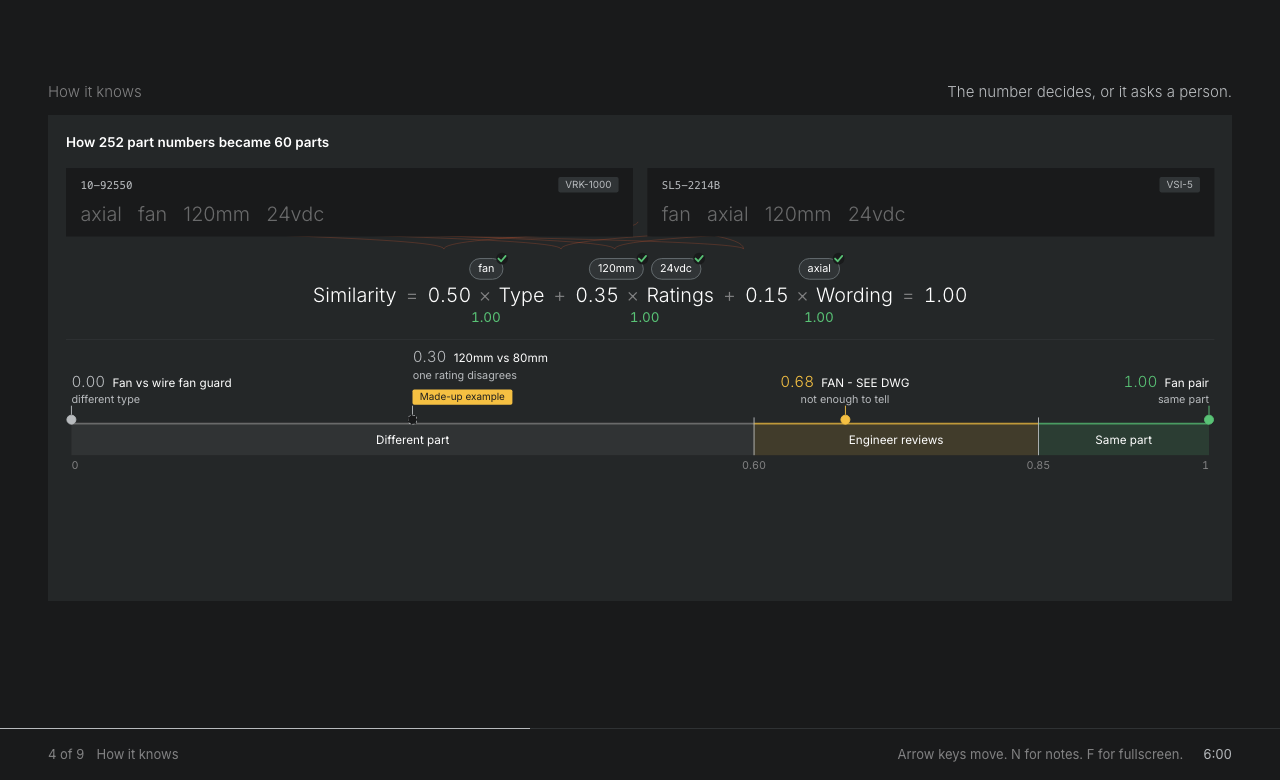 How it knows
The number decides, or it asks a person.
How 252 part numbers became 60 parts
10-92550
VRK-1000
axial fan 120mm 24vdc
SL5-2214B
VSI-5
fan axial 120mm 24vdc
fan
120mm
24vdc
axial
Similarity = 0.50 × Type + 0.35 × Ratings + 0.15 × Wording = 1.00
1.00
1.00
1.00
0.00 Fan vs wire fan guard
different type
0.30 120mm vs 80mm
one rating disagrees
Made-up example
0.68 FAN - SEE DWG
not enough to tell
1.00 Fan pair
same part
Different part
Engineer reviews
Same part
0
0.60
0.85
1
4 of 9 How it knows
Arrow keys move. N for notes. F for fullscreen.
6:00